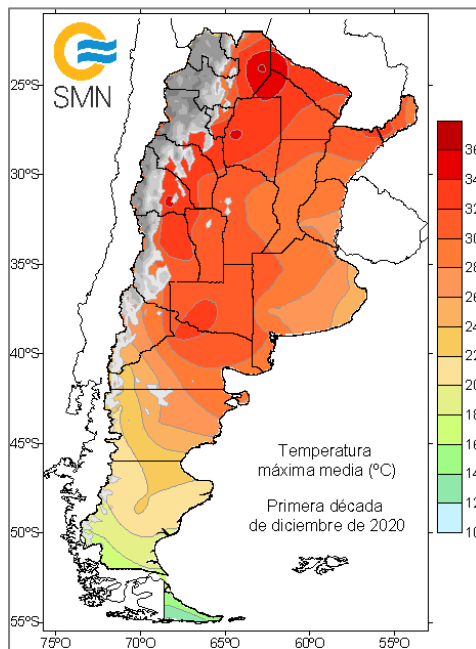 SMN
25ºS
30ºS
35ºS
40ºS
45ºS
50ºS
55ºS
75ºO
70ºO
65ºO
60ºO
55ºO
36
34
32
30
28
26
24
22
20
18
16
14
12
10
Temperatura
máxima media (ºC)
Primera década
de diciembre de 2020